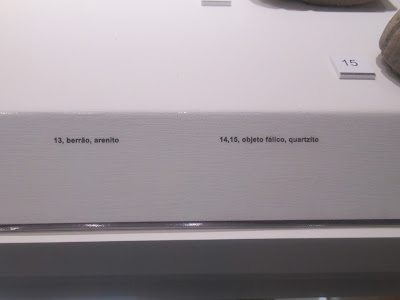 15
13, berrão, arenito
14,15, objeto fálico, quartzito